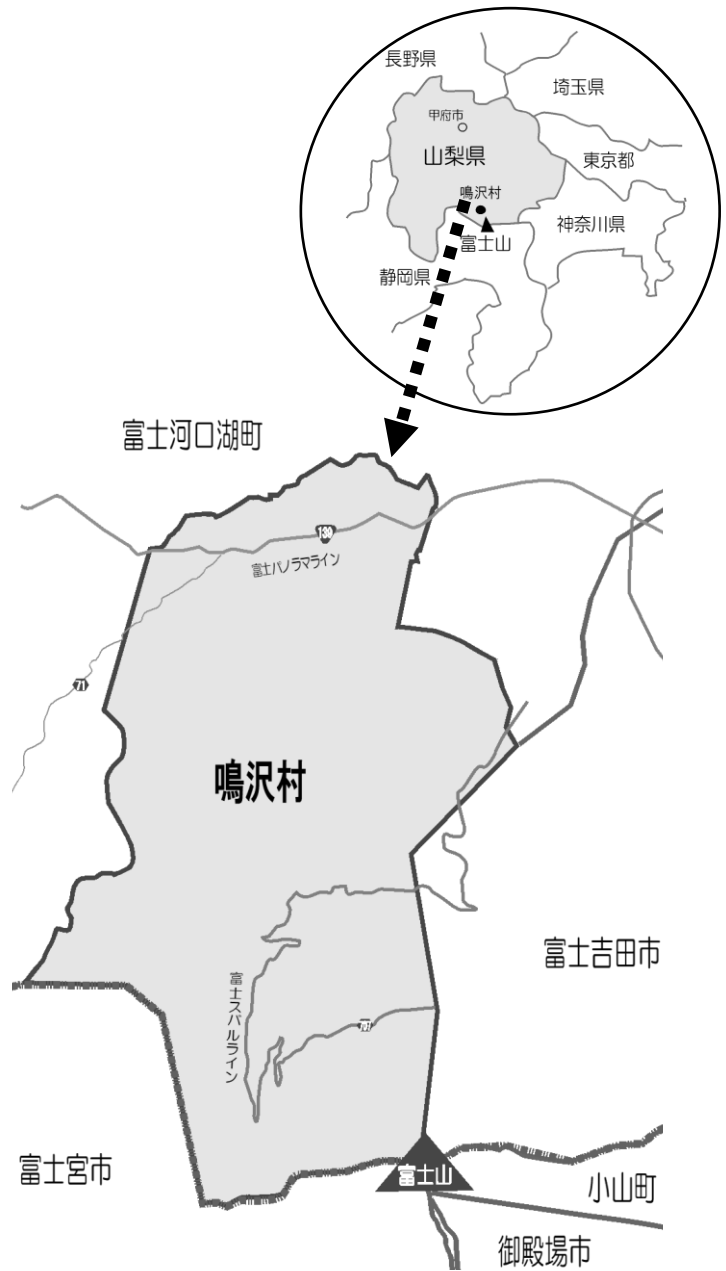 長野県
埼玉県
甲府市
山梨県
東京都
鳴沢村
神奈川県
富士山
静岡県
富士河口湖町
139
富士パノラマライン
71
鳴沢村
富士吉田市
富士スバルライン
707
富士宮市
富士山
小山町
御殿場市